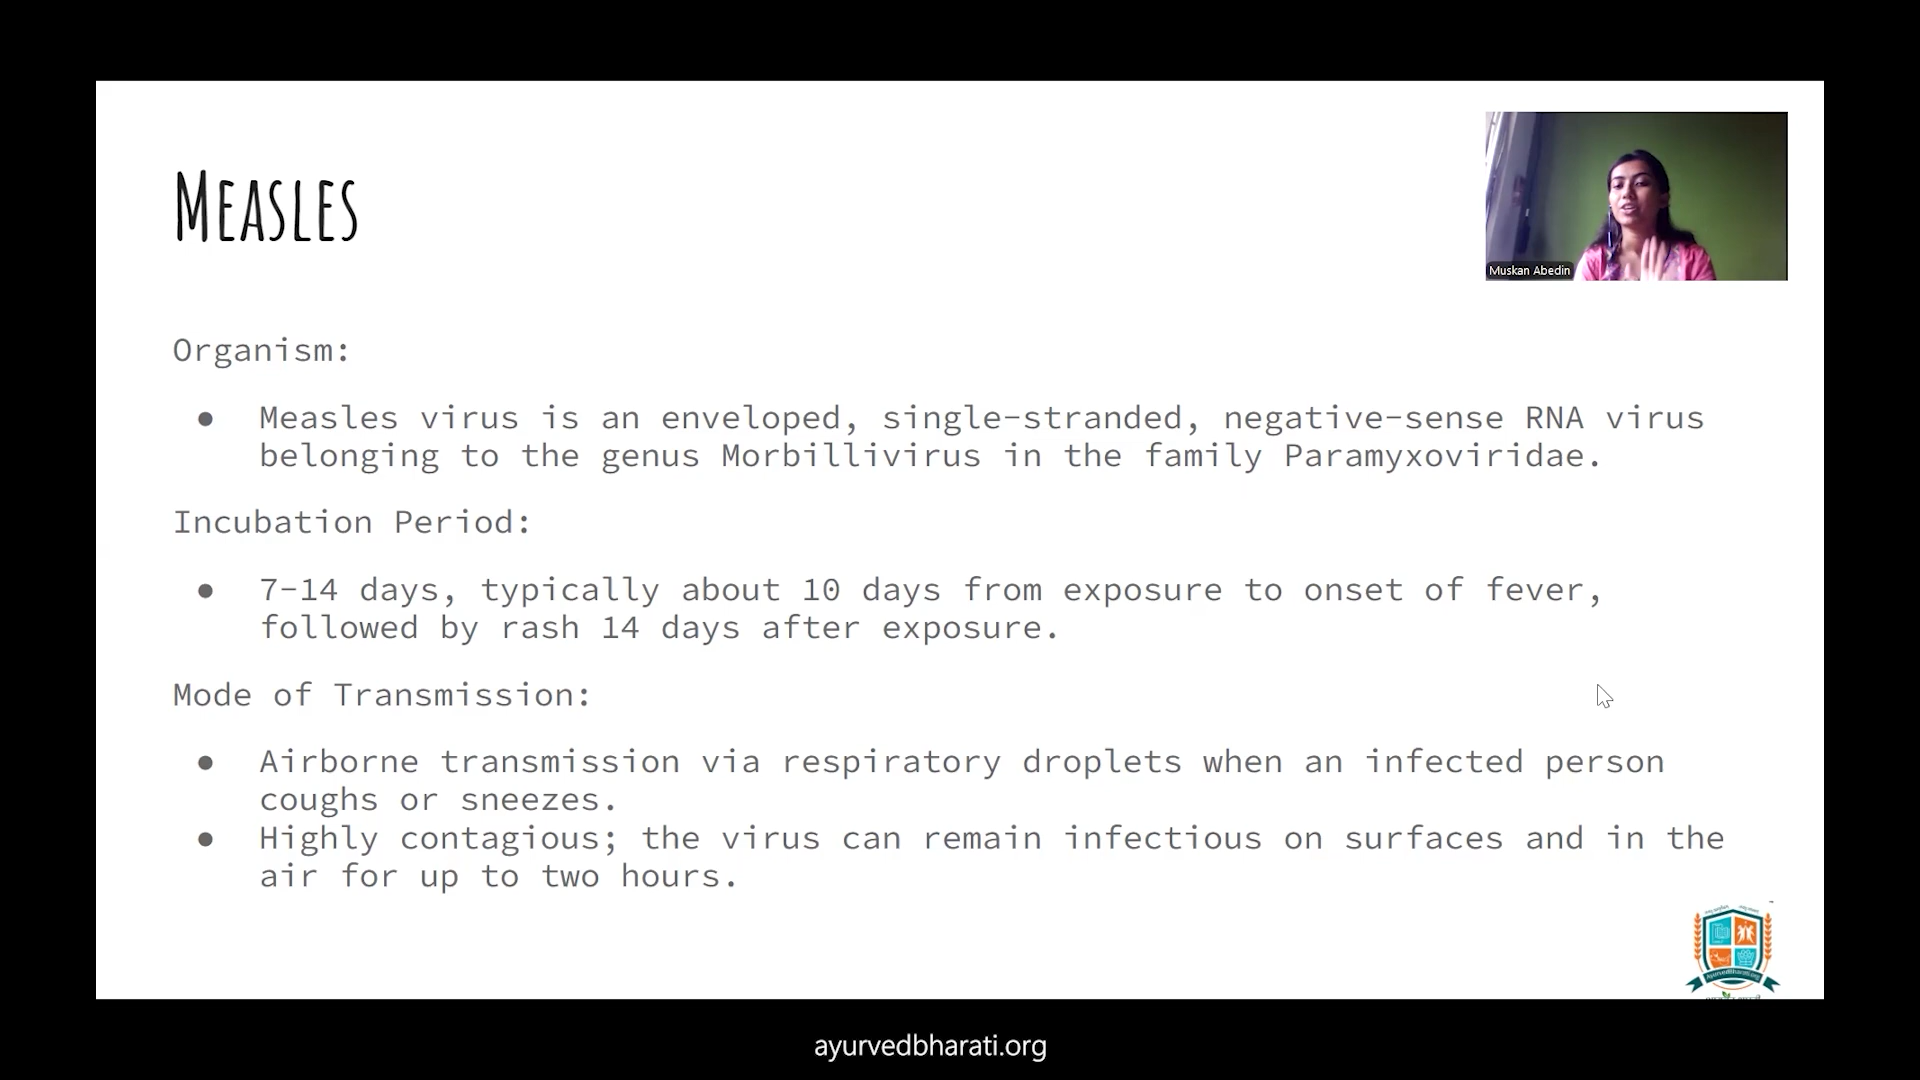 MEASLES
Muskan Abedin
Organism:
● Measles virus is an enveloped, single-stranded, negative-sense RNA virus
belonging to the genus Morbillivirus in the family Paramyxoviridae.
Incubation Period:
● 7-14 days, typically about 10 days from exposure to onset of fever,
followed by rash 14 days after exposure.
Mode of Transmission:
● Airborne transmission via respiratory droplets when an infected person
coughs or sneezes.
● Highly contagious; the virus can remain infectious on surfaces and in the
air for up to two hours.
ayurvedbharati.org